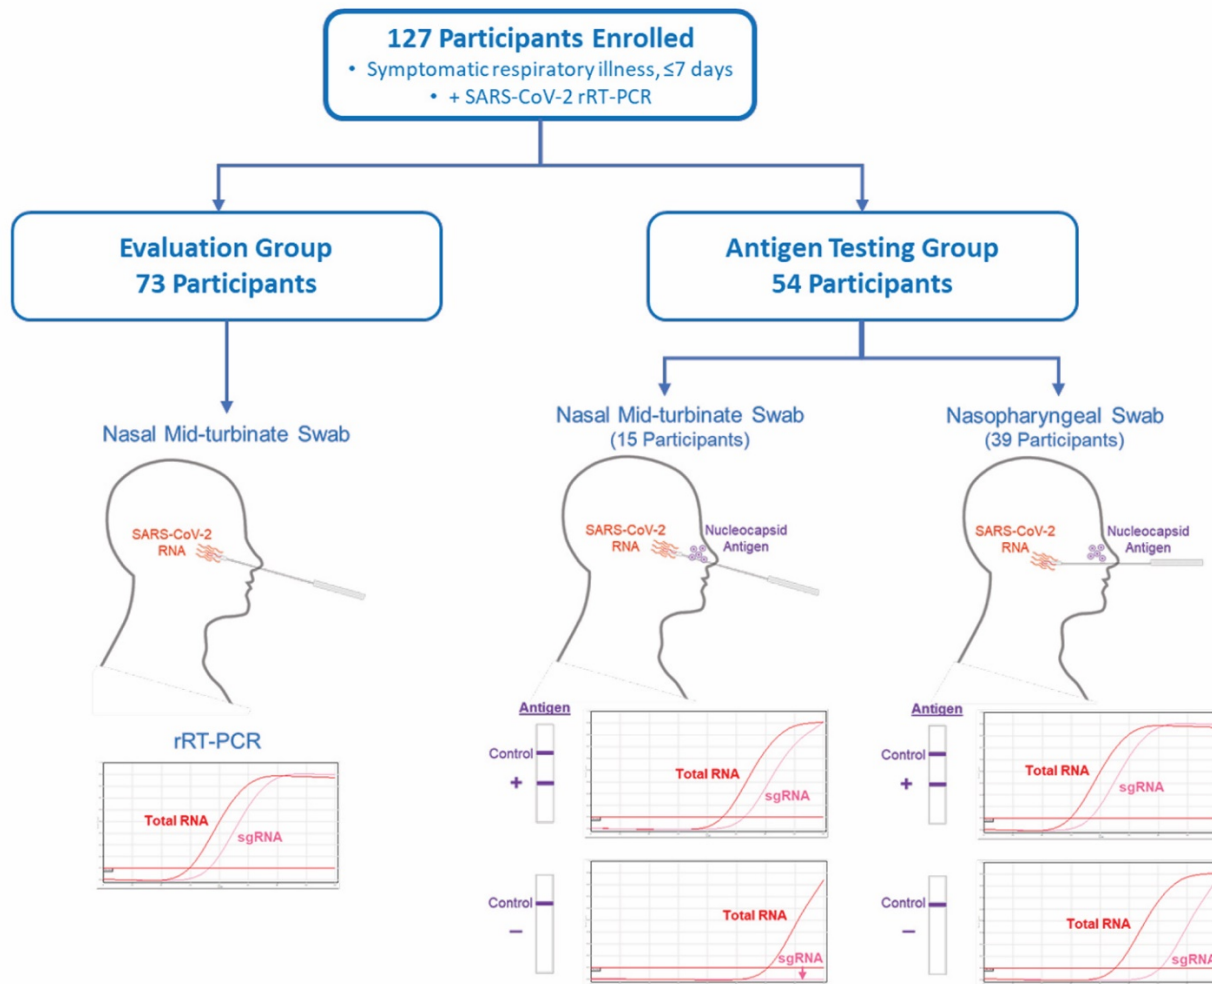 127 Participants Enrolled
• Symptomatic respiratory illness, ≤7 days
• + SARS-CoV-2 rRT-PCR
Evaluation Group
73 Participants
Antigen Testing Group
54 Participants
Nasal Mid-turbinate Swab
SARS-CoV-2
RNA
rRT-PCR
Total RNA
sgRNA
Nasal Mid-turbinate Swab
(15 Participants)
SARS-CoV-2
RNA
Nucleocapsid
Antigen
Antigen
Control
+
Total RNA
sgRNA
Control
−
Total RNA
sgRNA
Nasopharyngeal Swab
(39 Participants)
SARS-CoV-2
RNA
Nucleocapsid
Antigen
Antigen
Control
+
Total RNA
sgRNA
Control
−
Total RNA
sgRNA